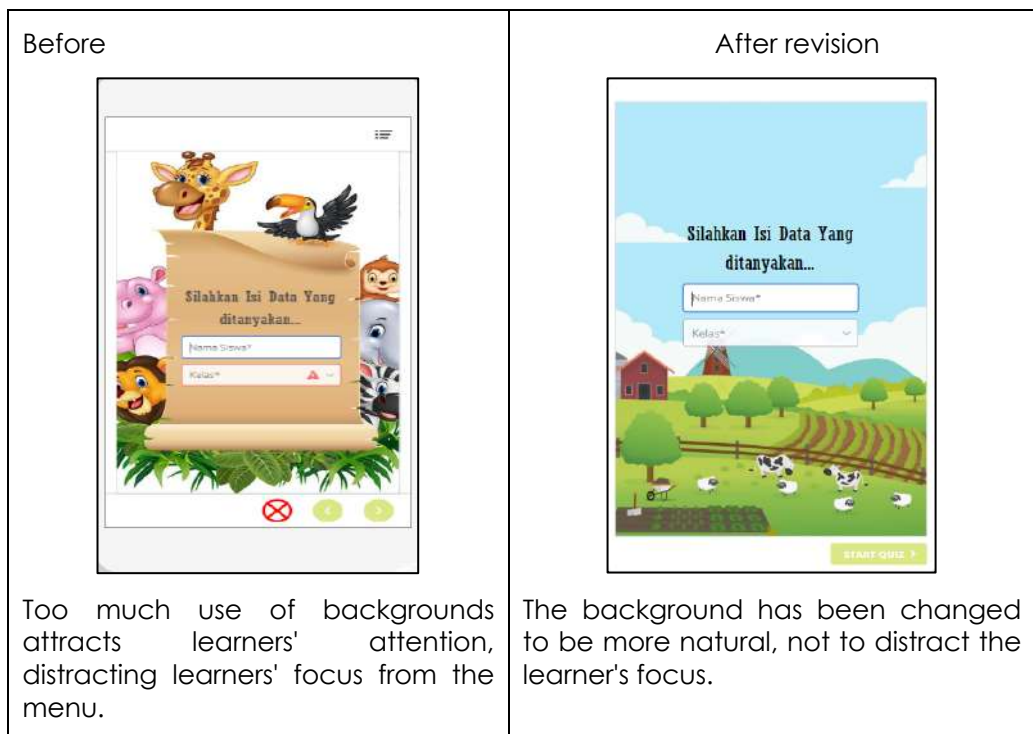 Before
Silahkan Isi Data Yang
ditanyakan...
Nama Siswa*
Kelas*
Too much use of backgrounds
attracts learners' attention,
distracting learners' focus from the
menu.
After revision
Silahkan Isi Data Yang
ditanyakan...
Nama Siswa*
Kelas*
START QUIZ
The background has been changed
to be more natural, not to distract the
learner's focus.